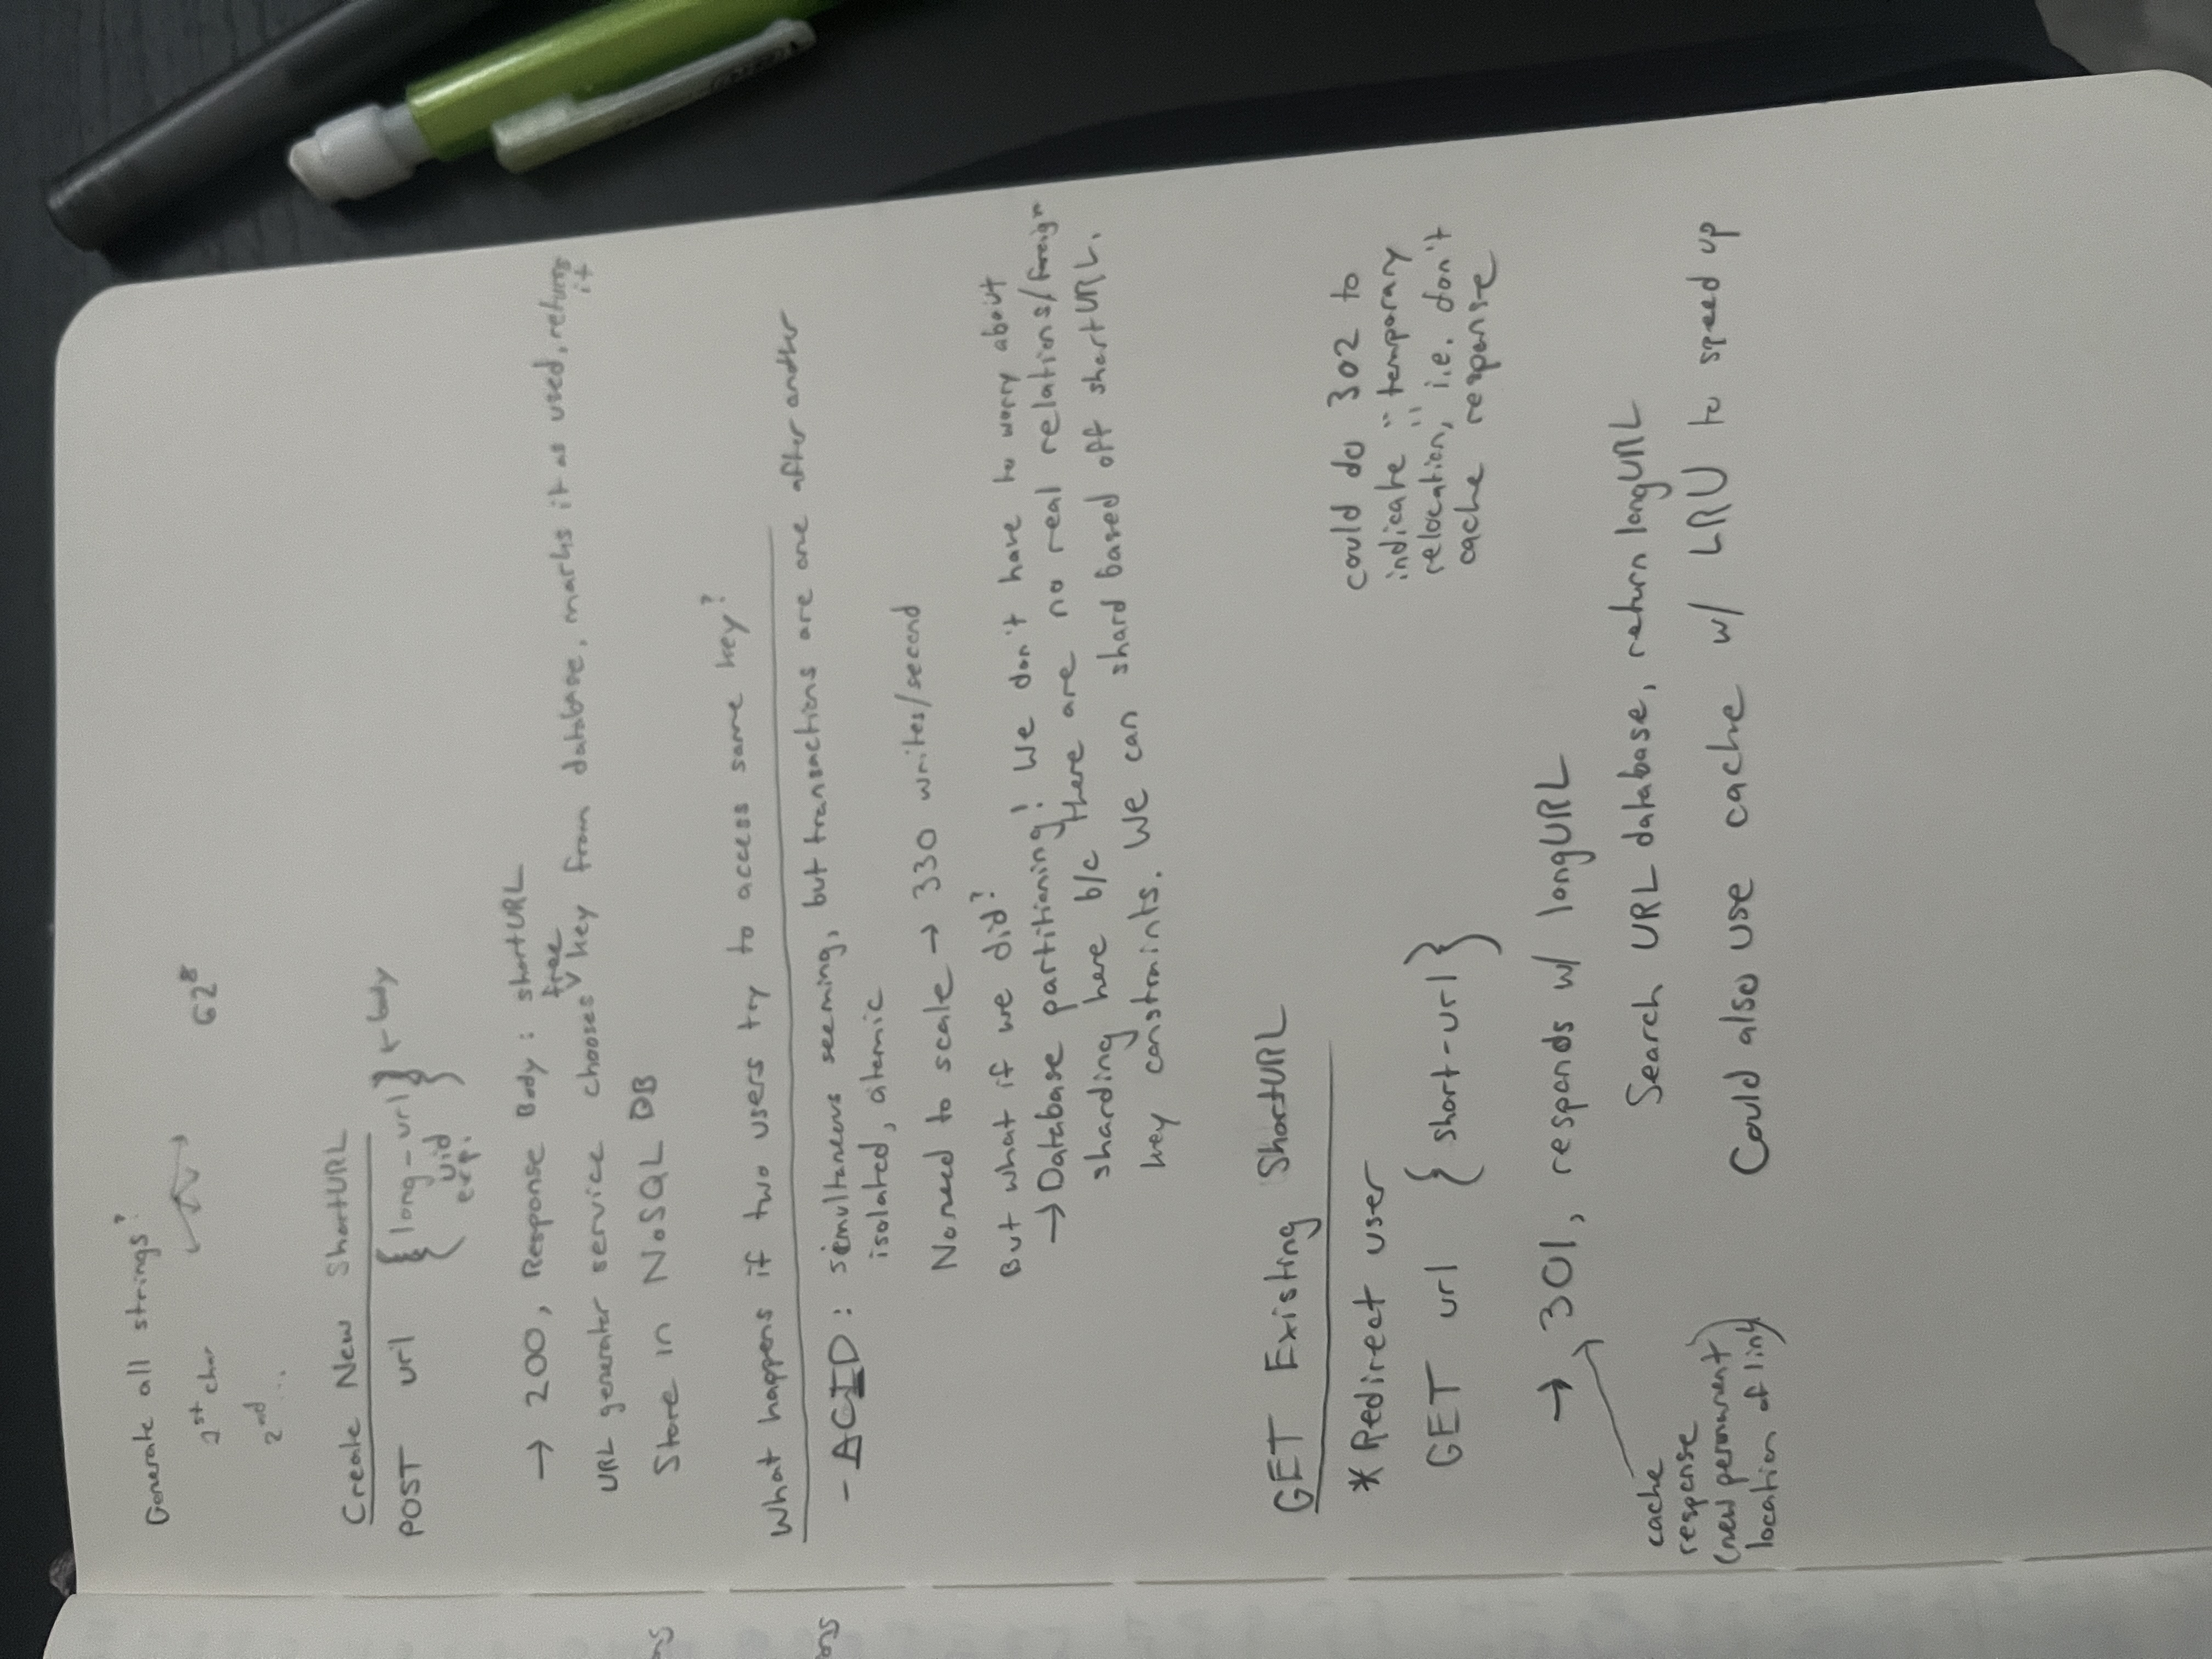 Generate all strings?
1st char 62^8
2nd ...
Create New ShortURL
POST url { long-url } ← body
uid
exp.
→ 200, Response Body: shortURL
free
URL generator service chooses ˅ key from database, marks it as used, returns
it
Store in NoSQL DB
What happens if two users try to access same key?
- ACID: simultaneous seeming, but transactions are one after another
isolated, atomic
No need to scale → 330 writes/second
But what if we did?
→ Database partitioning! We don't have to worry about
sharding here b/c there are no real relations/foreign
key constraints. We can shard based off shortURL.
GET Existing ShortURL
* Redirect user
GET url { short-url }
could do 302 to
indicate "temporary
relocation," i.e. don't
cache response
→ 301, responds w/ longURL
cache
response
(new permanent
location of link)
Search URL database, return longURL
Could also use cache w/ LRU to speed up
ns
ons